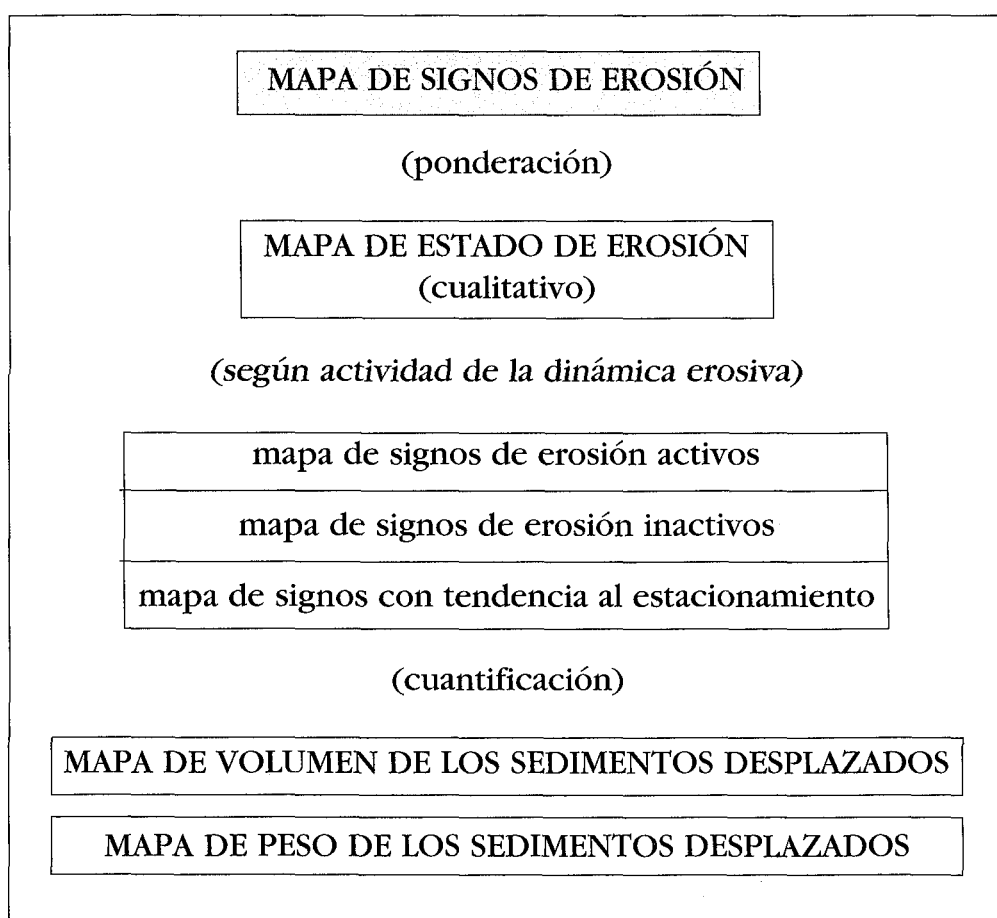 MAPA DE SIGNOS DE EROSIÓN
(ponderación)
MAPA DE ESTADO DE EROSIÓN
(cualitativo)
(según actividad de la dinámica erosiva)
mapa de signos de erosión activos
mapa de signos de erosión inactivos
mapa de signos con tendencia al estacionamiento
(cuantificación)
MAPA DE VOLUMEN DE LOS SEDIMENTOS DESPLAZADOS
MAPA DE PESO DE LOS SEDIMENTOS DESPLAZADOS